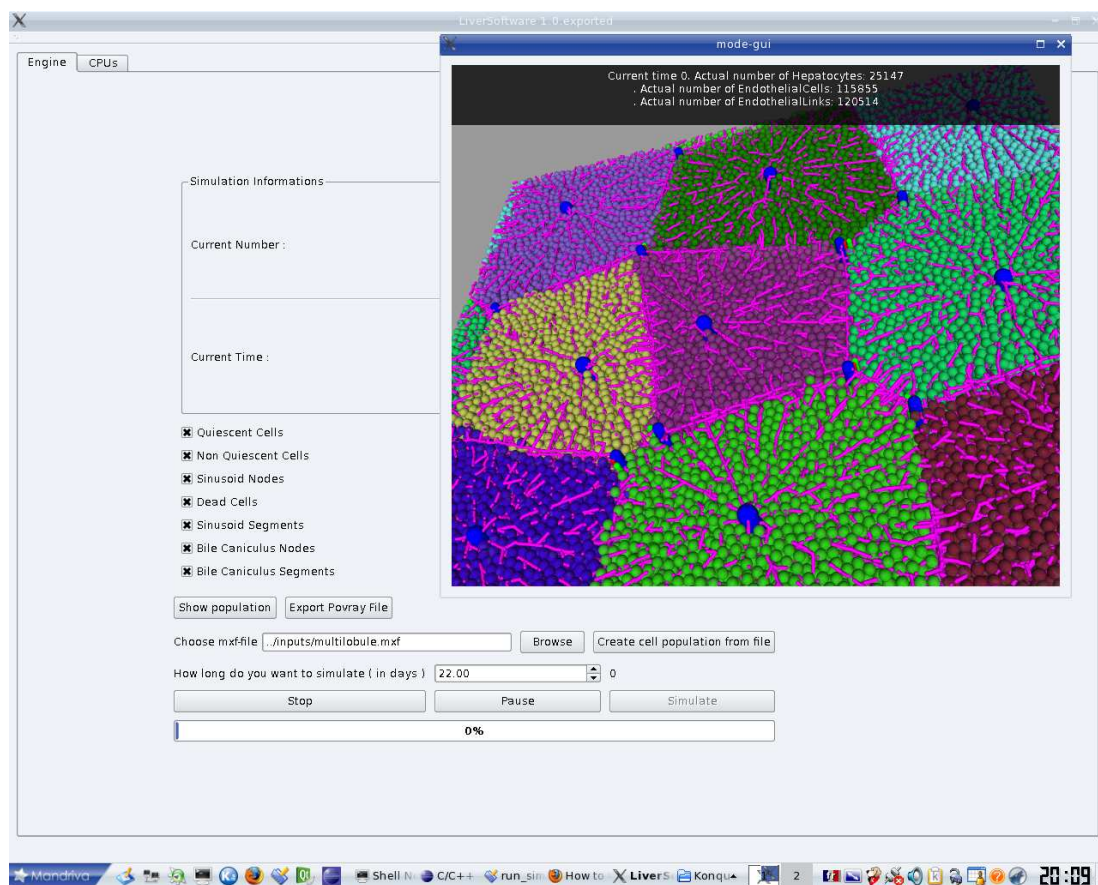 LiverSoftware 1.0.exported
mode-gui
Engine
CPUs
Current time 0. Actual number of Hepatocytes: 25147
. Actual number of EndothelialCells: 115855
. Actual number of EndothelialLinks: 120514
Simulation Informations
Current Number :
Current Time :
Quiescent Cells
Non Quiescent Cells
Sinusoid Nodes
Dead Cells
Sinusoid Segments
Bile Caniculus Nodes
Bile Caniculus Segments
Show population
Export Povray File
Choose mxf-file ../inputs/multilobule.mxf Browse Create cell population from file
How long do you want to simulate ( in days ) 22.00 0
Stop Pause Simulate
0%
Mandriva Shell N C/C++ run_sim How to LiverS Konqu 1 2 20:09